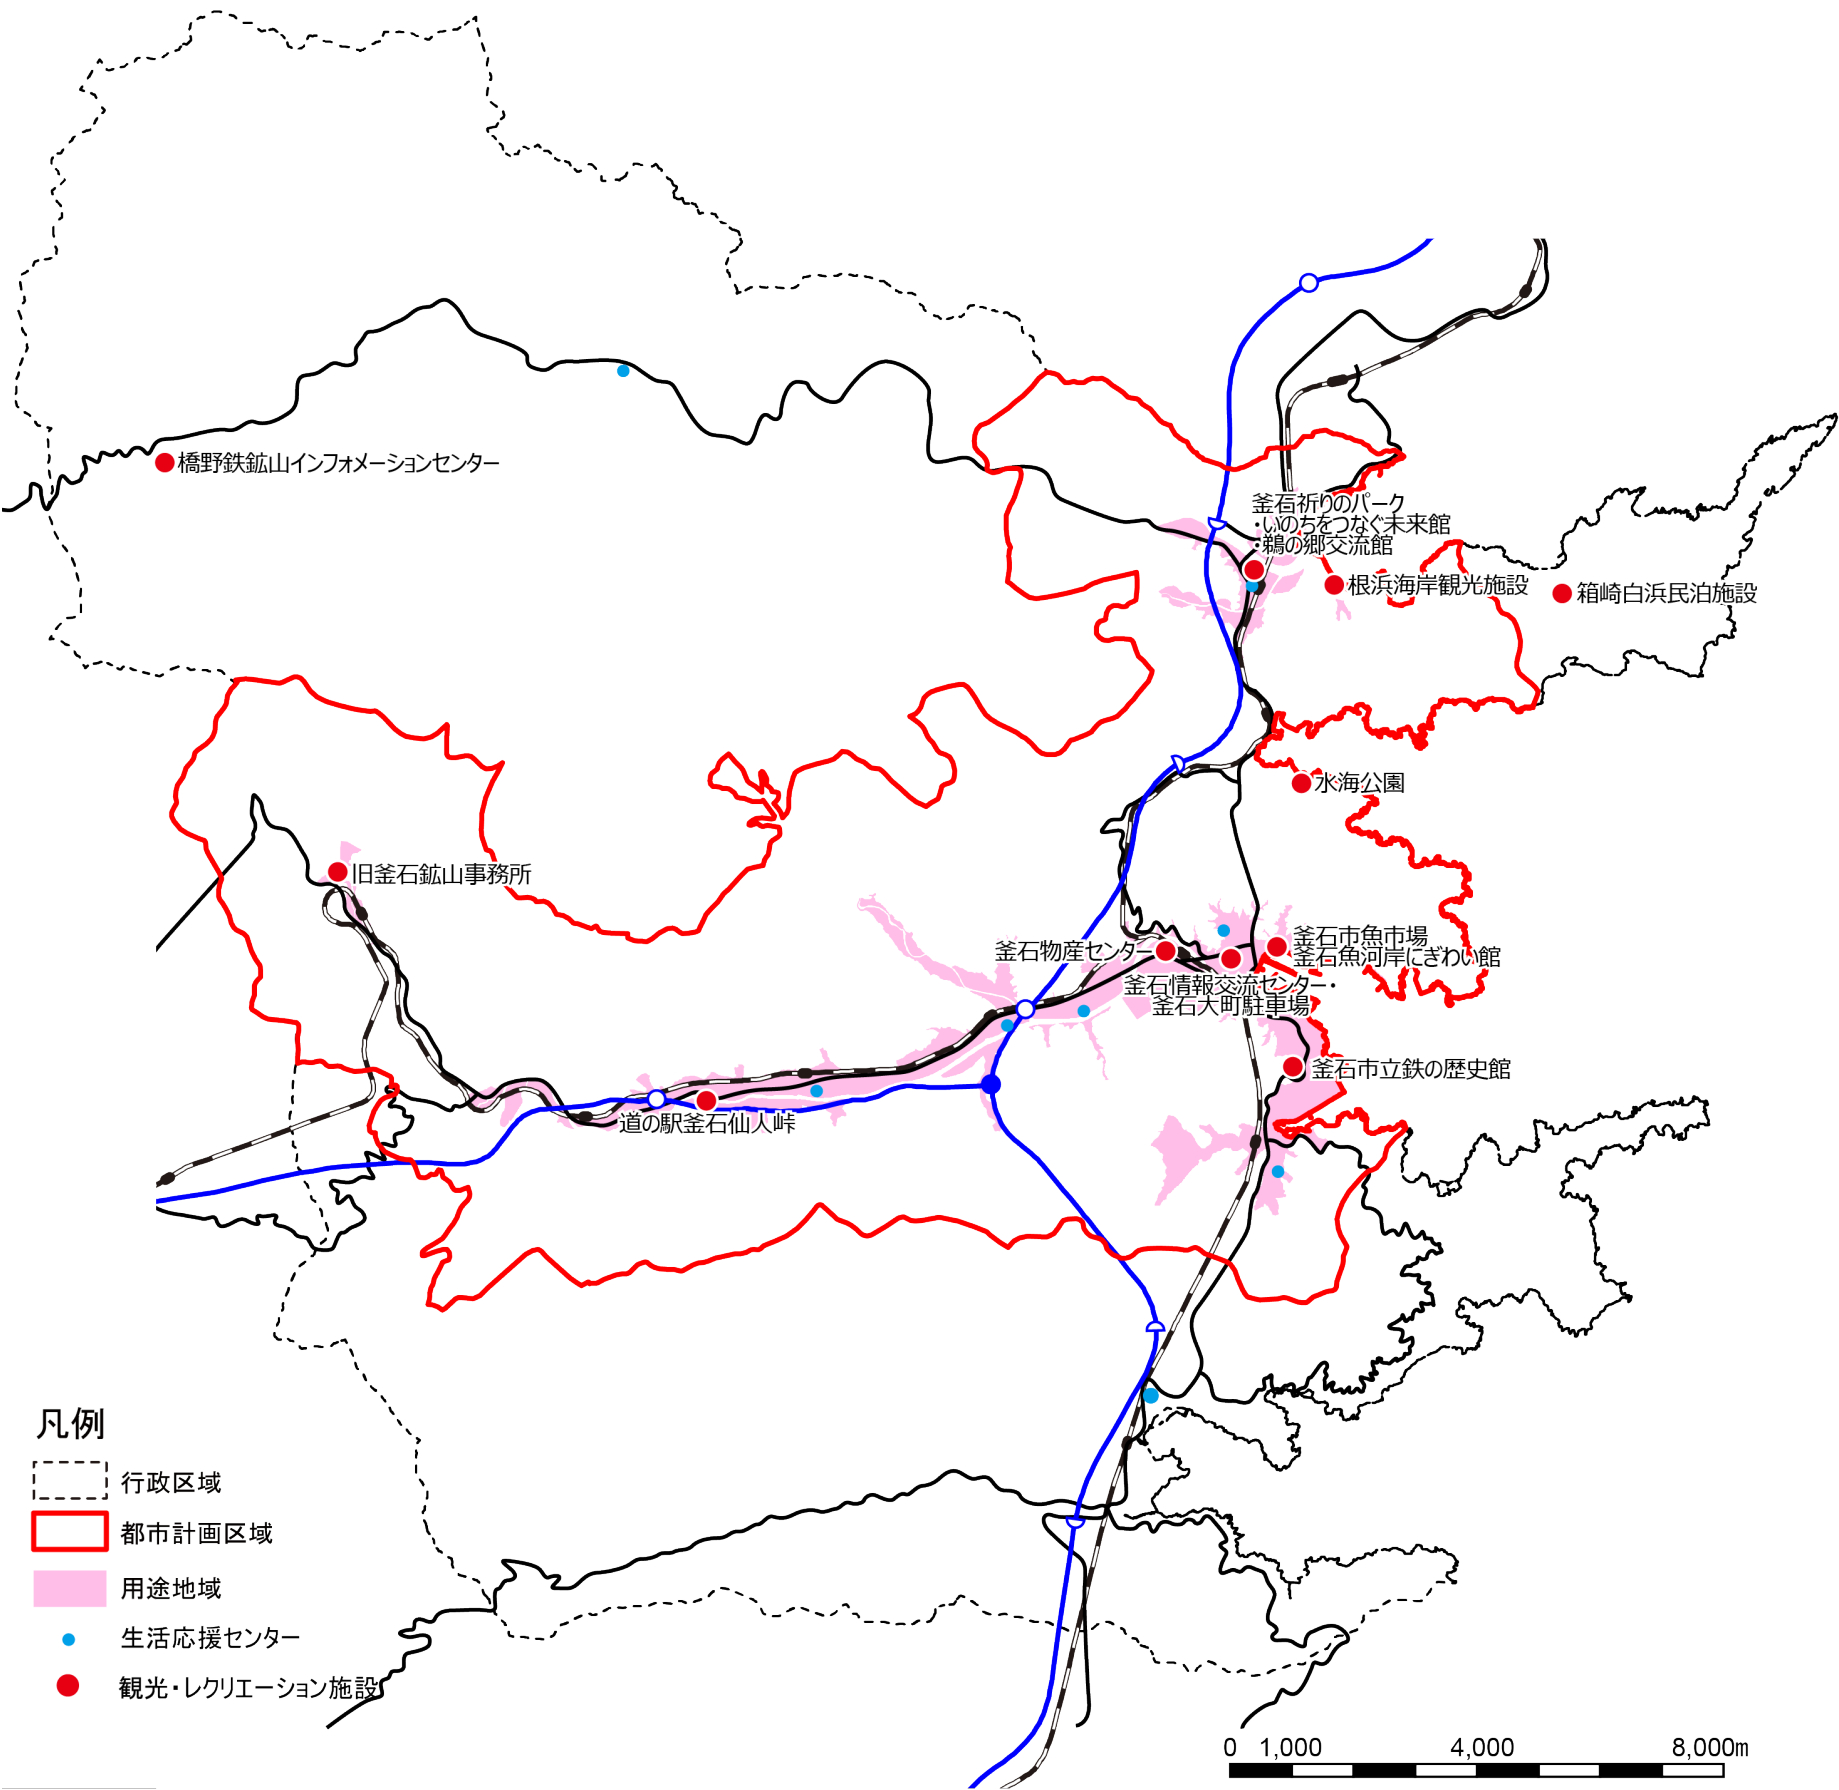 橋野鉄鉱山インフォメーションセンター
釜石祈りのパーク
・いのちをつなぐ未来館
・鵜の郷交流館
根浜海岸観光施設
箱崎白浜民泊施設
水海公園
旧釜石鉱山事務所
釜石市魚市場
釜石魚河岸にぎわい館
釜石物産センター
釜石情報交流センター・
釜石大町駐車場
釜石市立鉄の歴史館
道の駅釜石仙人峠
凡例
行政区域
都市計画区域
用途地域
生活応援センター
観光・レクリエーション施設
0 1,000 4,000 8,000m